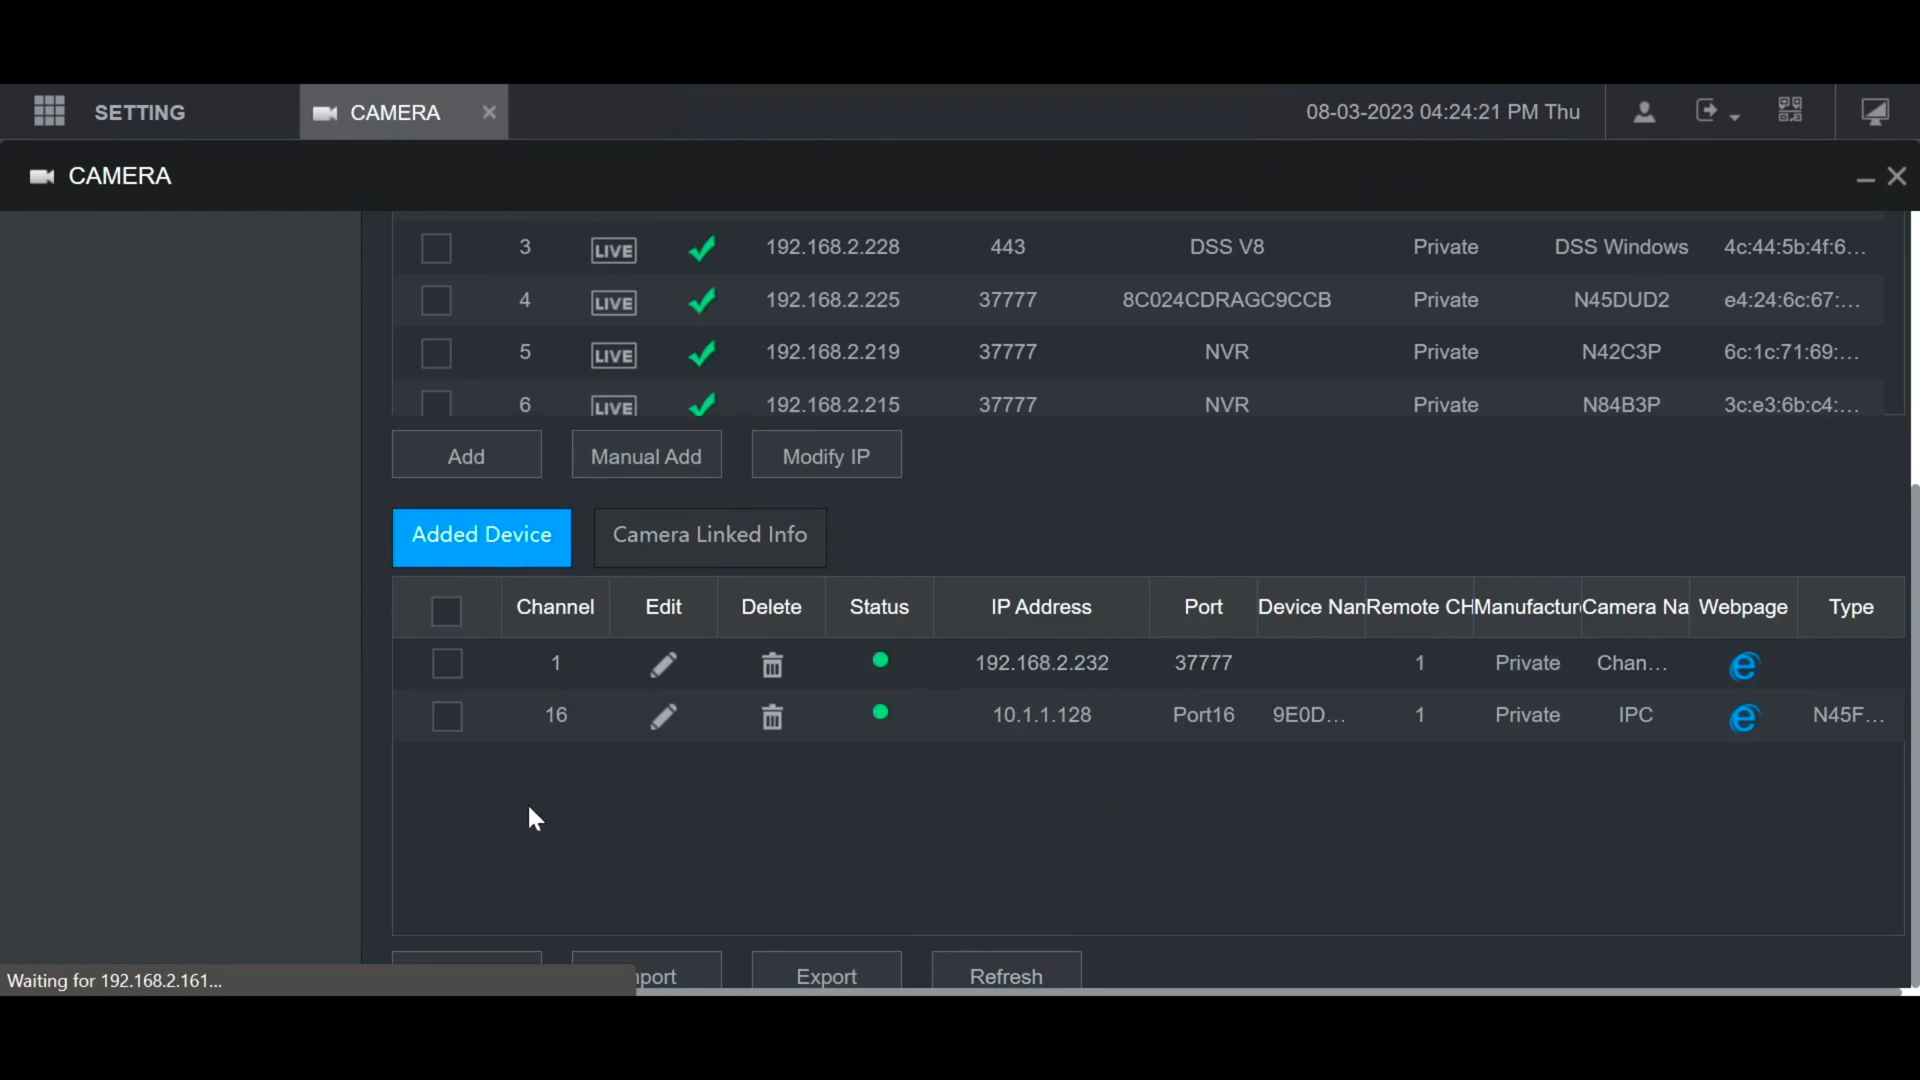 SETTING CAMERA 08-03-2023 04:24:21 PM Thu
CAMERA
3 LIVE 192.168.2.228 443 DSS V8 Private DSS Windows 4c:44:5b:4f:6...
4 LIVE 192.168.2.225 37777 8C024CDRAGC9CCB Private N45DUD2 e4:24:6c:67:...
5 LIVE 192.168.2.219 37777 NVR Private N42C3P 6c:1c:71:69:...
6 LIVE 192.168.2.215 37777 NVR Private N84B3P 3c:e3:6b:c4:...
Add Manual Add Modify IP
Added Device Camera Linked Info
Channel Edit Delete Status IP Address Port Device Nam Remote CH Manufactur Camera Na Webpage Type
1 192.168.2.232 37777 1 Private Chan...
16 10.1.1.128 Port16 9E0D... 1 Private IPC N45F...
port Export Refresh
Waiting for 192.168.2.161...